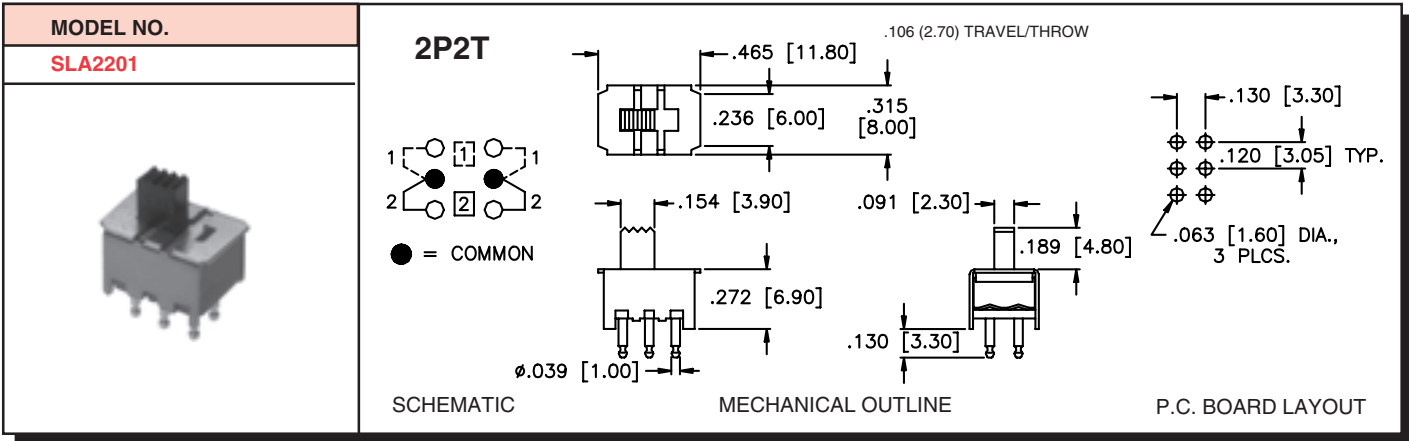 MODEL NO.
SLA2201
2P2T
.106 (2.70) TRAVEL/THROW
.465 [11.80]
.236 [6.00]
.315
[8.00]
1 1 1
2 2 2
= COMMON
.154 [3.90]
.272 [6.90]
ø.039 [1.00]
.091 [2.30]
.189 [4.80]
.130 [3.30]
.130 [3.30]
.120 [3.05] TYP.
.063 [1.60] DIA.,
3 PLCS.
SCHEMATIC
MECHANICAL OUTLINE
P.C. BOARD LAYOUT